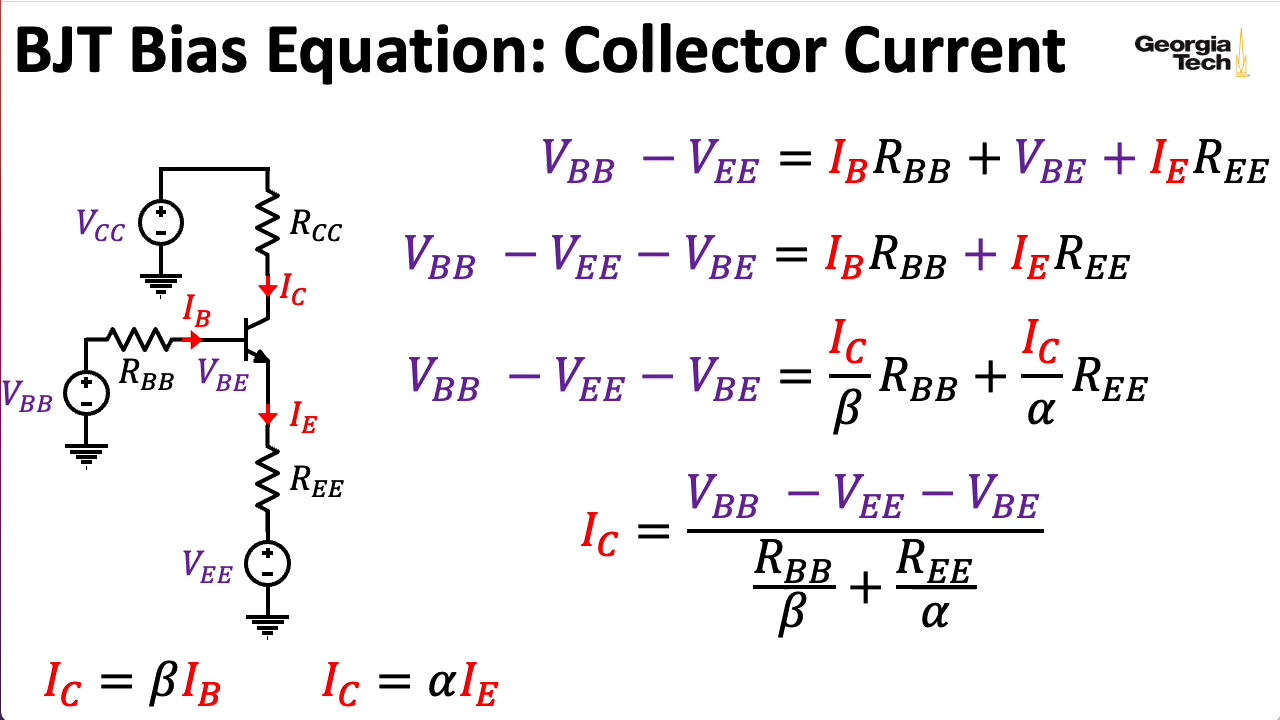 BJT Bias Equation: Collector Current
Georgia
Tech
V_BB − V_EE = I_B R_BB + V_BE + I_E R_EE
V_BB − V_EE − V_BE = I_B R_BB + I_E R_EE
V_BB − V_EE − V_BE = I_C/β R_BB + I_C/α R_EE
I_C = (V_BB − V_EE − V_BE)/(R_BB/β + R_EE/α)
V_CC
R_CC
I_C
I_B
R_BB
V_BE
V_BB
I_E
R_EE
V_EE
I_C = βI_B
I_C = αI_E